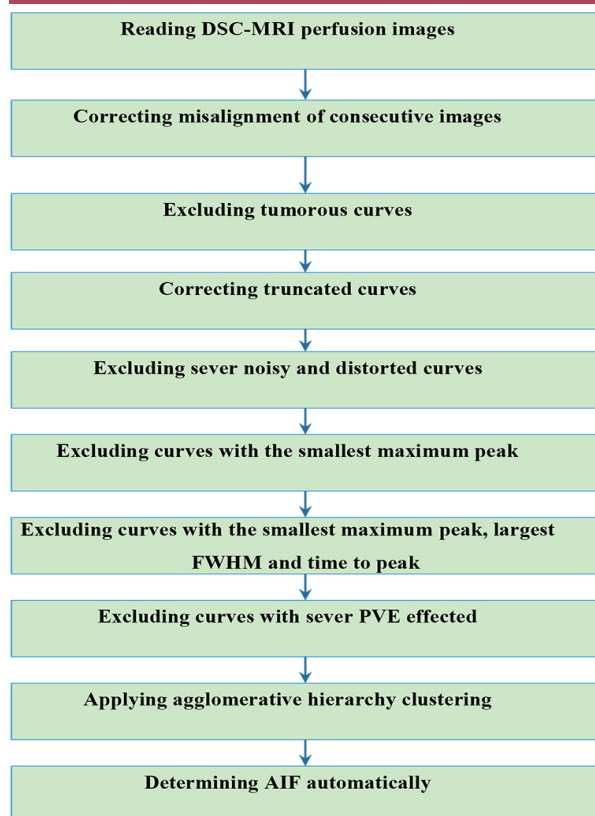 Reading DSC-MRI perfusion images
Correcting misalignment of consecutive images
Excluding tumorous curves
Correcting truncated curves
Excluding sever noisy and distorted curves
Excluding curves with the smallest maximum peak
Excluding curves with the smallest maximum peak, largest
FWHM and time to peak
Excluding curves with sever PVE effected
Applying agglomerative hierarchy clustering
Determining AIF automatically